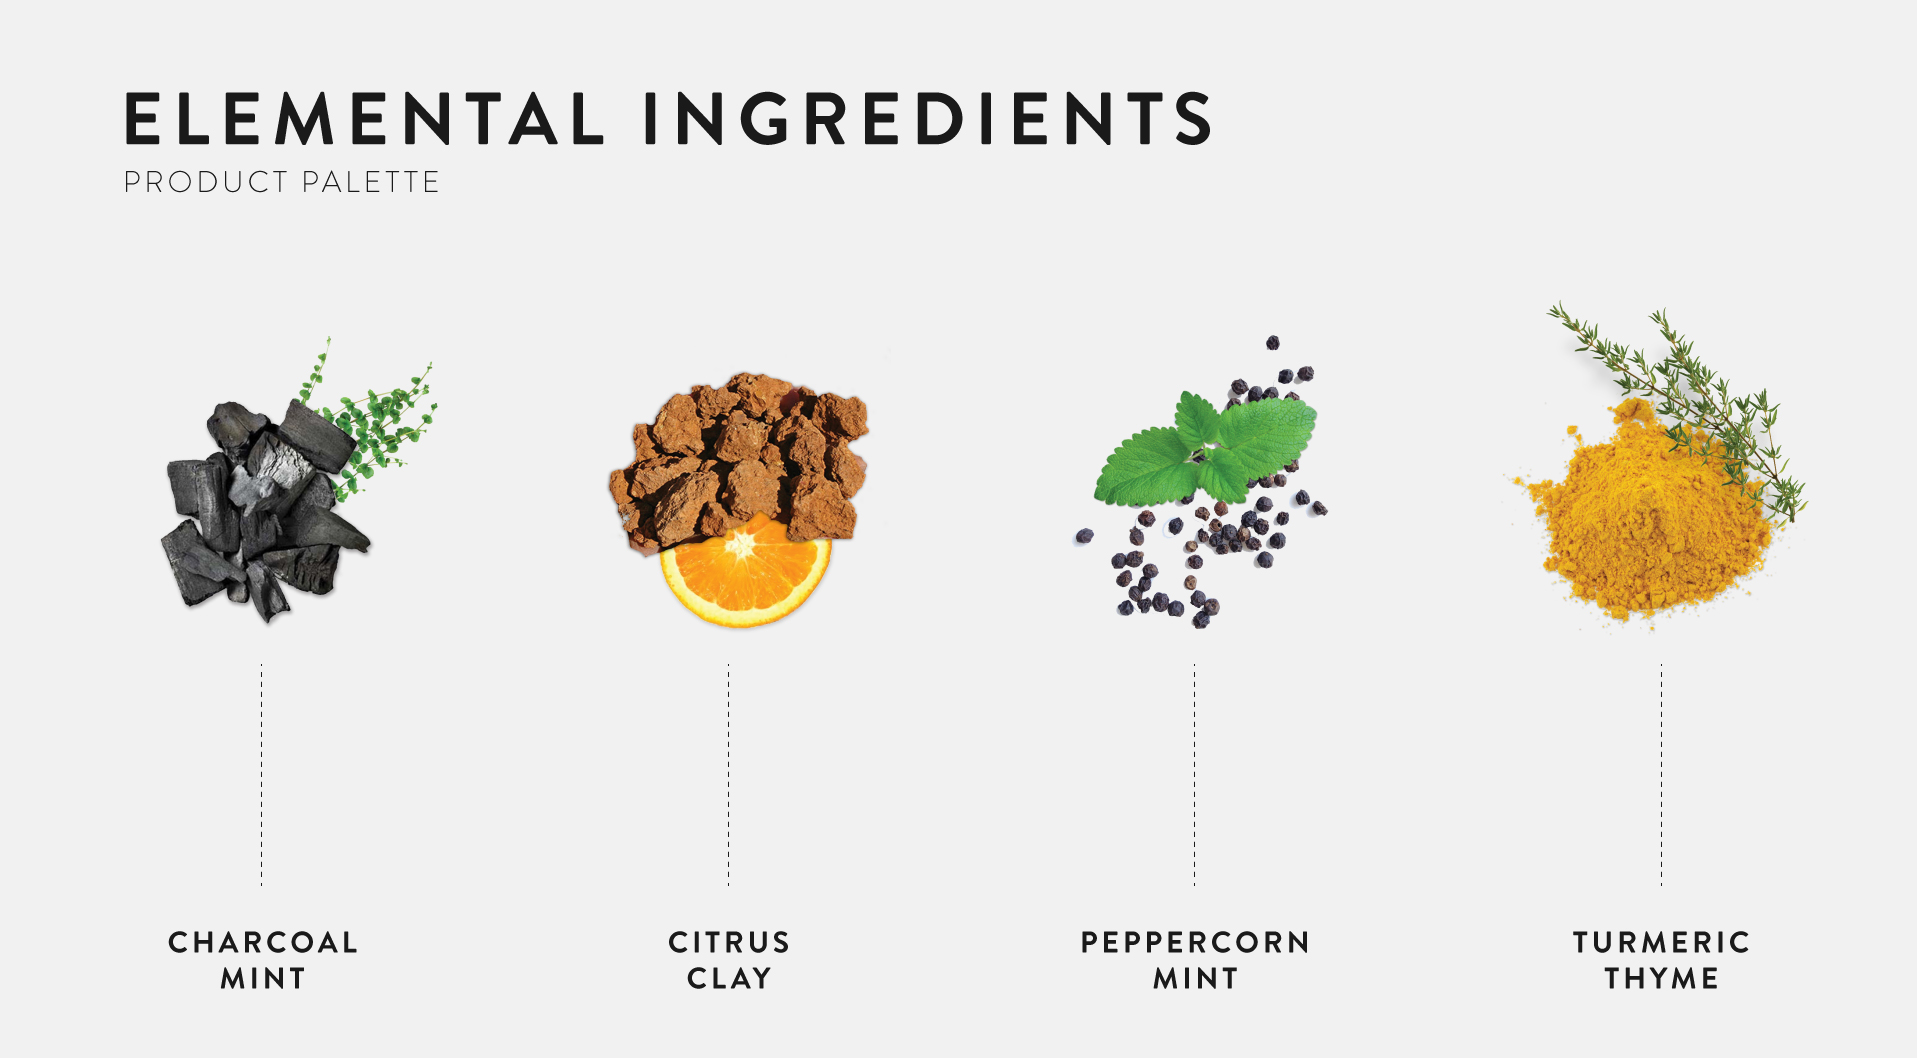 ELEMENTAL INGREDIENTS
PRODUCT PALETTE
CHARCOAL
MINT
CITRUS
CLAY
PEPPERCORN
MINT
TURMERIC
THYME